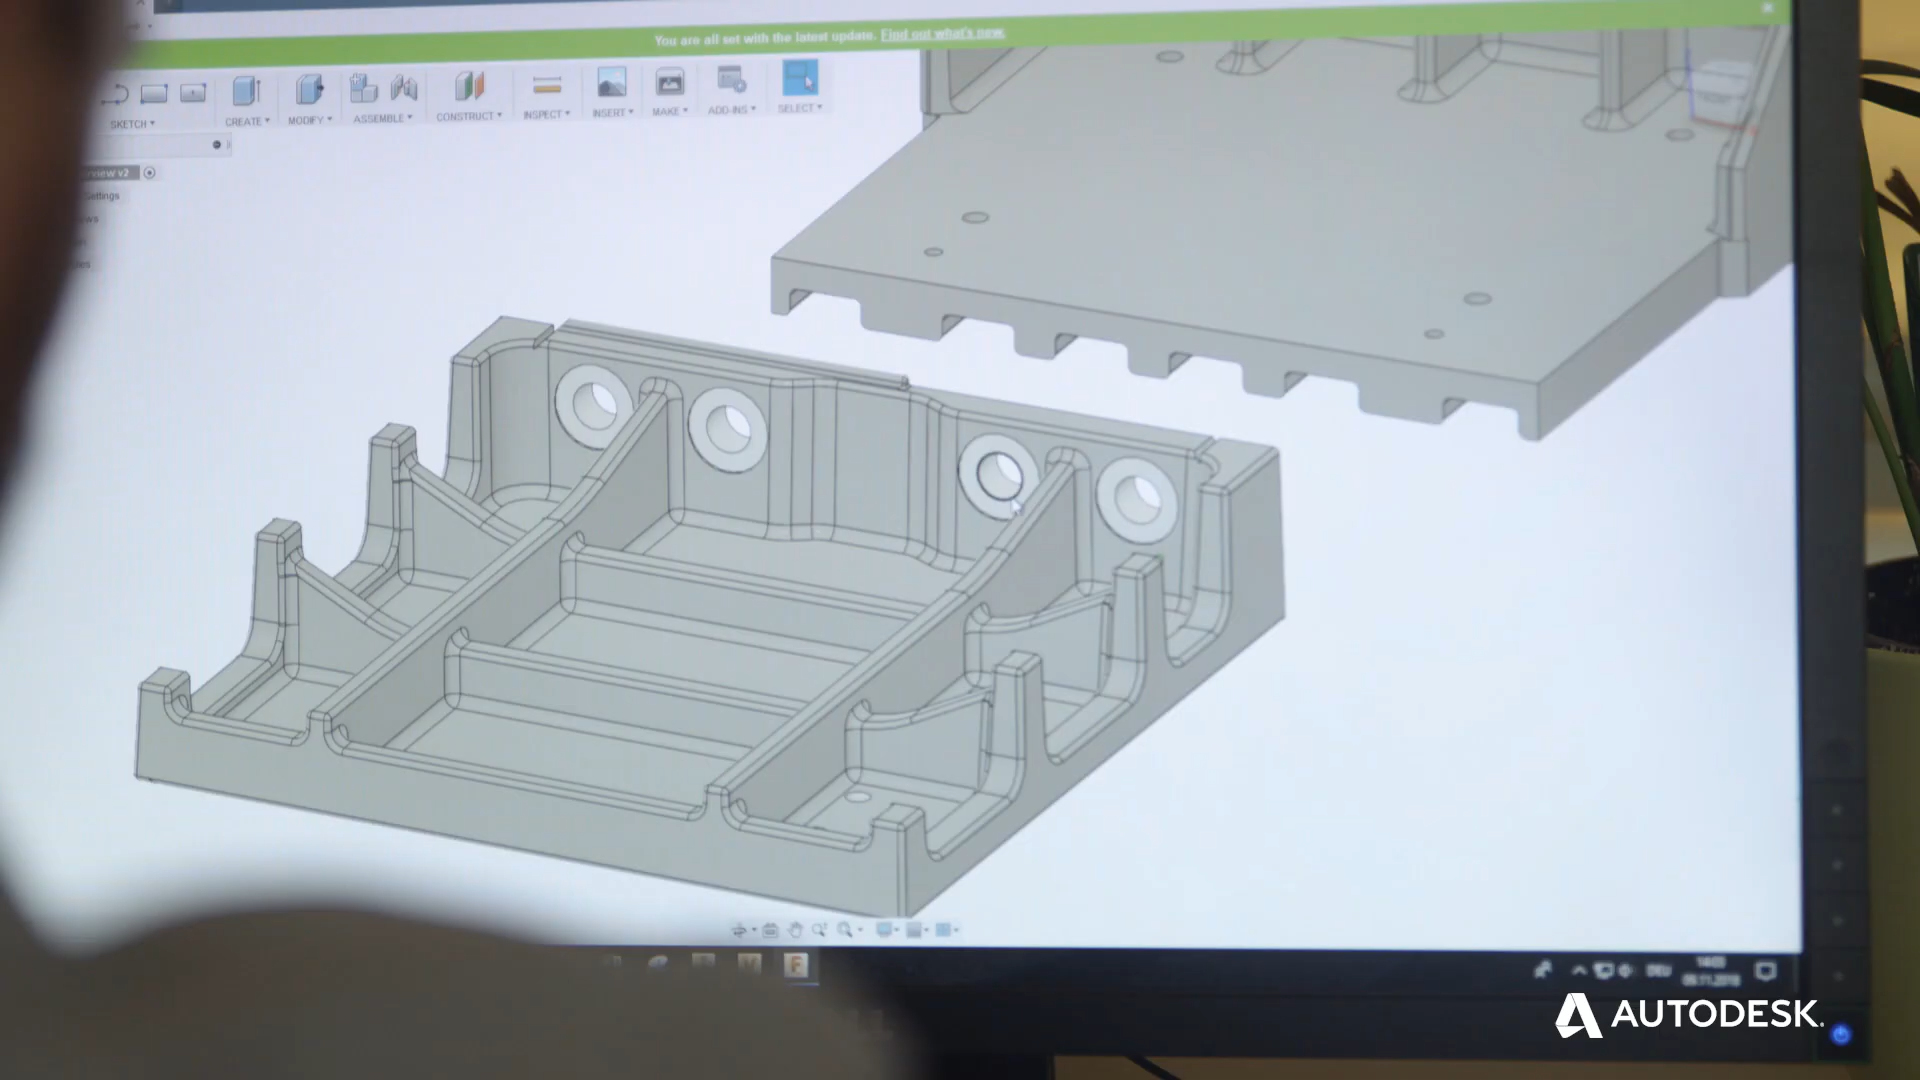 You are all set with the latest update. Find out what's new.
SKETCH ▾ CREATE ▾ MODIFY ▾ ASSEMBLE ▾ CONSTRUCT ▾ INSPECT ▾ INSERT ▾ MAKE ▾ ADD-INS ▾ SELECT ▾
v2
Settings
DEU
AUTODESK.